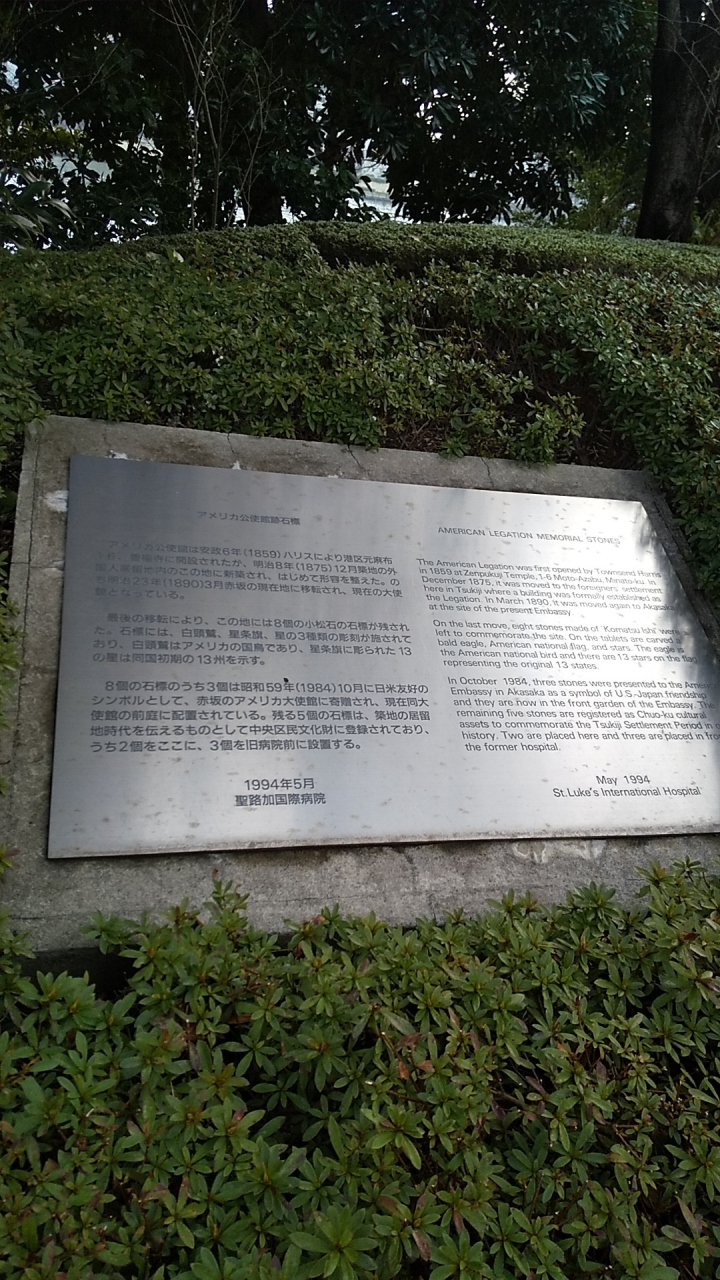 アメリカ公使館跡石標
アメリカ公使館は安政6年(1859)ハリスにより港区元麻布
善福寺に開設されたが、明治8年(1875)12月築地の外
国人居留地内のこの地に新築され、はじめて形容を整えた。の
ち明治23年(1890)3月赤坂の現在地に移転され、現在の大使
館となっている。
最後の移転により、この地には8個の小松石の石標が残され
た。石標には、白頭鷲、星条旗、星の3種類の彫刻が施されて
おり、白頭鷲はアメリカの国鳥であり、星条旗に彫られた13
の星は同国初期の13州を示す。
8個の石標のうち3個は昭和59年(1984)10月に日米友好の
シンボルとして、赤坂のアメリカ大使館に寄贈され、現在同大
使館の前庭に配置されている。残る5個の石標は、築地の居留
地時代を伝えるものとして中央区民文化財に登録されており、
うち2個をここに、3個を旧病院前に設置する。
1994年5月
聖路加国際病院
AMERICAN LEGATION MEMORIAL STONES
The American Legation was first opened by Townsend Harris
in 1859 at Zenpukuji Temple, 1-6 Moto-Azabu, Minato-ku. In
December 1875, it was moved to the foreigners' settlement
here in Tsukiji where a building was formally established as
the Legation. In March 1890, it was moved again to Akasaka
at the site of the present Embassy
On the last move, eight stones made of 'Komatsu Ishi' were
left to commemorate the site. On the tablets are carved a
bald eagle, American national flag, and stars. The eagle is
the American national bird and there are 13 stars on the flag
representing the original 13 states.
In October 1984, three stones were presented to the Amer
Embassy in Akasaka as a symbol of U.S-Japan friendship
and they are now in the front garden of the Embassy. The
remaining five stones are registered as Chuo-ku cultural
assets to commemorate the Tsukiji Settlement Period in
history. Two are placed here and three are placed in fro
the former hospital.
May 1994
St.Luke's International Hospital